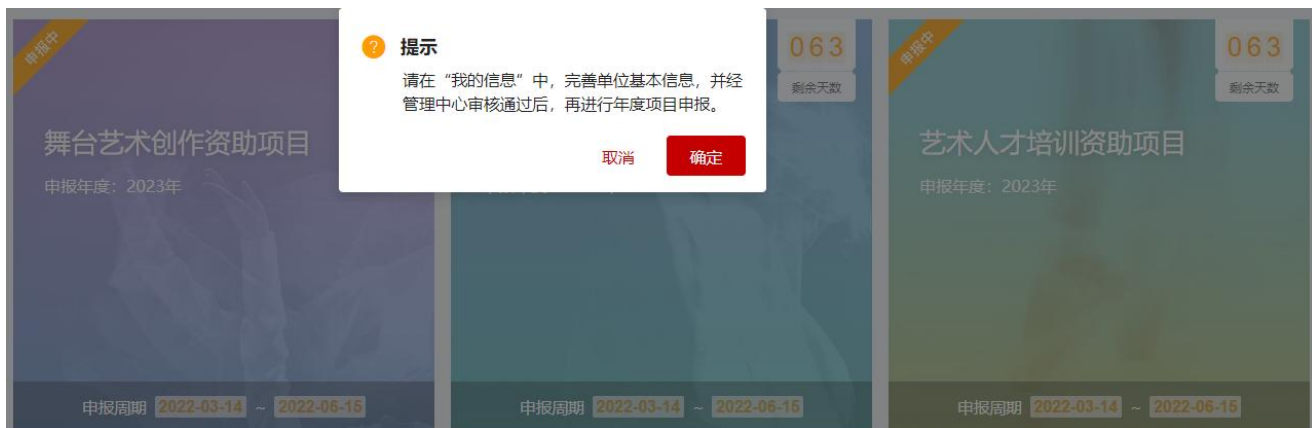 提示
请在“我的信息”中，完善单位基本信息，并经
管理中心审核通过后，再进行年度项目申报。
取消 确定
申报中
舞台艺术创作资助项目
申报年度：2023年
申报周期 2022-03-14 ~ 2022-06-15
063
剩余天数
申报周期 2022-03-14 ~ 2022-06-15
申报中
063
剩余天数
艺术人才培训资助项目
申报年度：2023年
申报周期 2022-03-14 ~ 2022-06-15